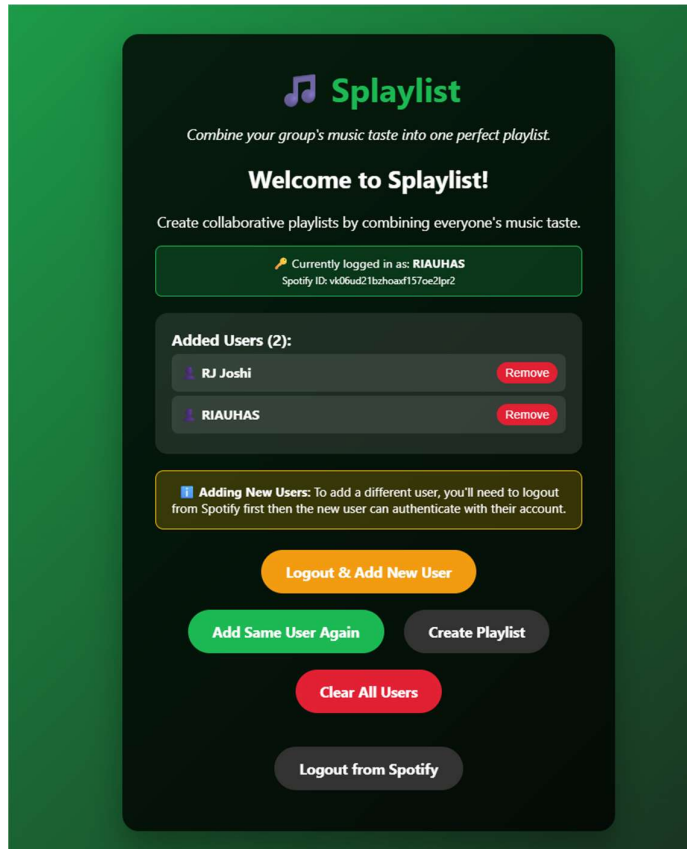 Splaylist
Combine your group's music taste into one perfect playlist.
Welcome to Splaylist!
Create collaborative playlists by combining everyone's music taste.
Currently logged in as: RIAUHAS
Spotify ID: vk06ud21bzhoaxf157oe2lpr2
Added Users (2):
RJ Joshi Remove
RIAUHAS Remove
Adding New Users: To add a different user, you'll need to logout
from Spotify first then the new user can authenticate with their account.
Logout & Add New User
Add Same User Again Create Playlist
Clear All Users
Logout from Spotify